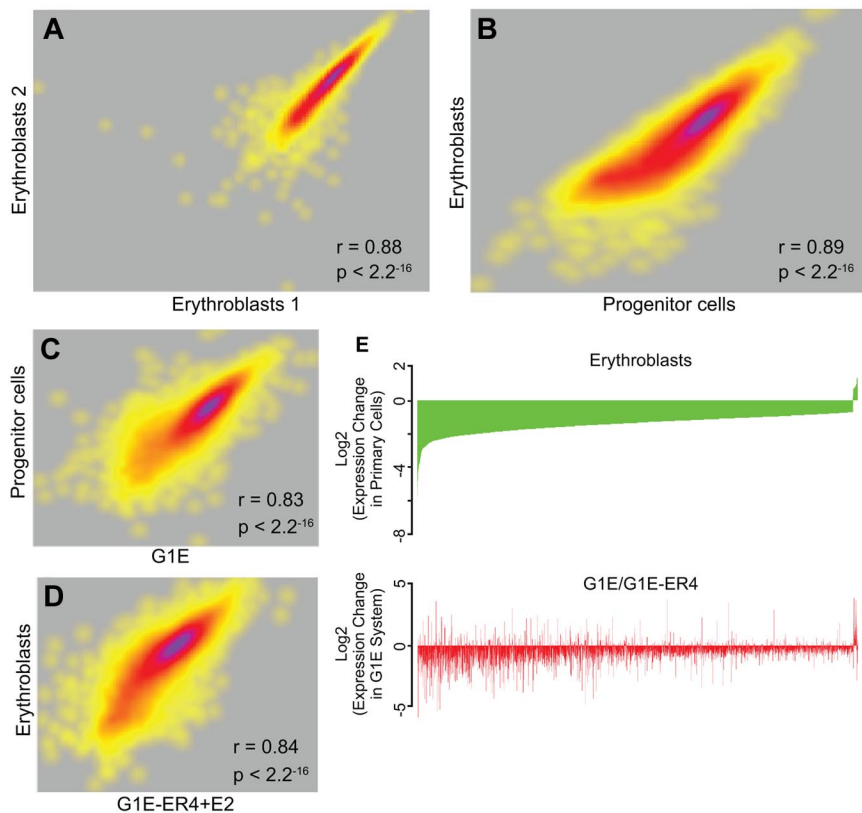 A
Erythroblasts 2
r = 0.88
p < 2.2⁻¹⁶
Erythroblasts 1
B
Erythroblasts
r = 0.89
p < 2.2⁻¹⁶
Progenitor cells
C
Progenitor cells
r = 0.83
p < 2.2⁻¹⁶
G1E
D
Erythroblasts
r = 0.84
p < 2.2⁻¹⁶
G1E-ER4+E2
E
Erythroblasts
Log2
(Expression Change
in Primary Cells)
2
0
4
-8
G1E/G1E-ER4
Log2
(Expression Change
in G1E System)
5
0
-5